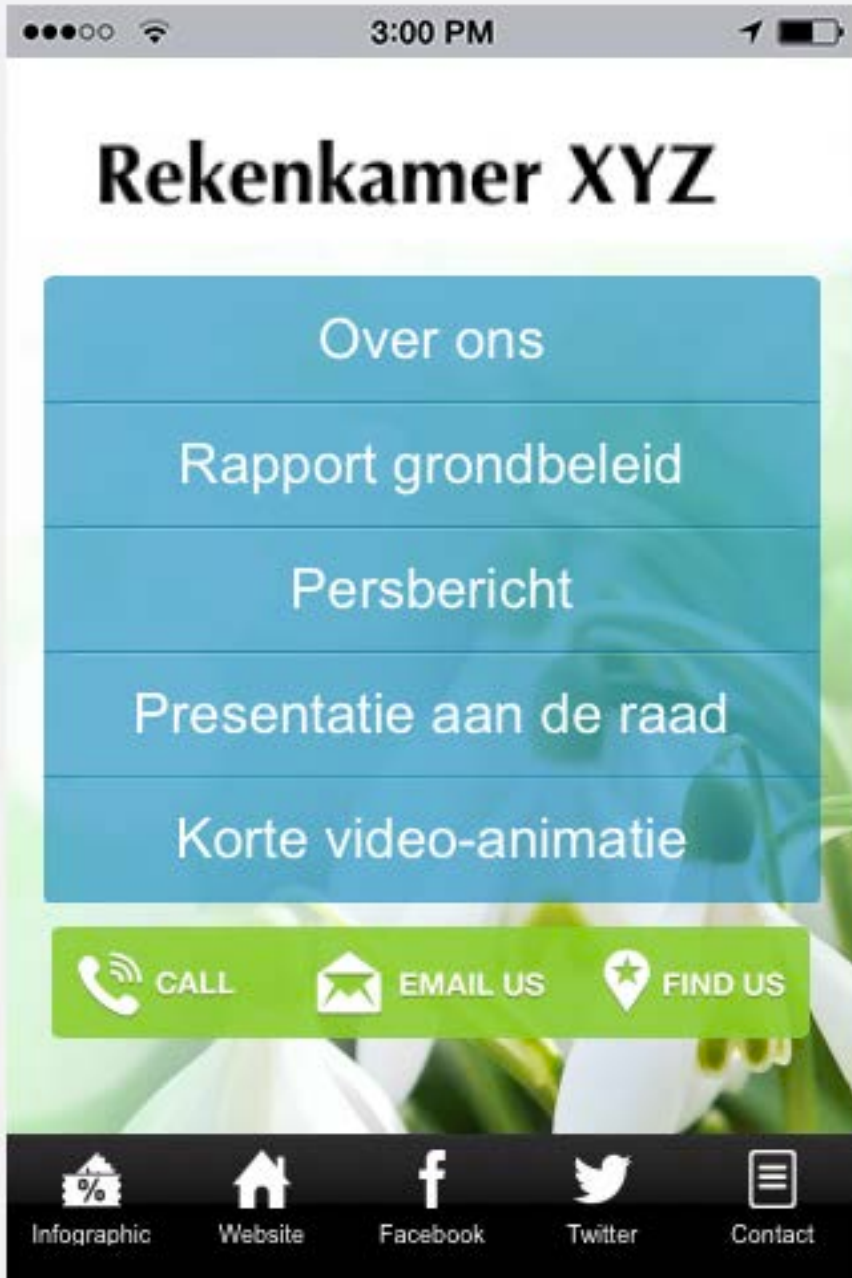 3:00 PM
Rekenkamer XYZ
Over ons
Rapport grondbeleid
Persbericht
Presentatie aan de raad
Korte video-animatie
CALL EMAIL US FIND US
%
Infographic Website Facebook Twitter Contact